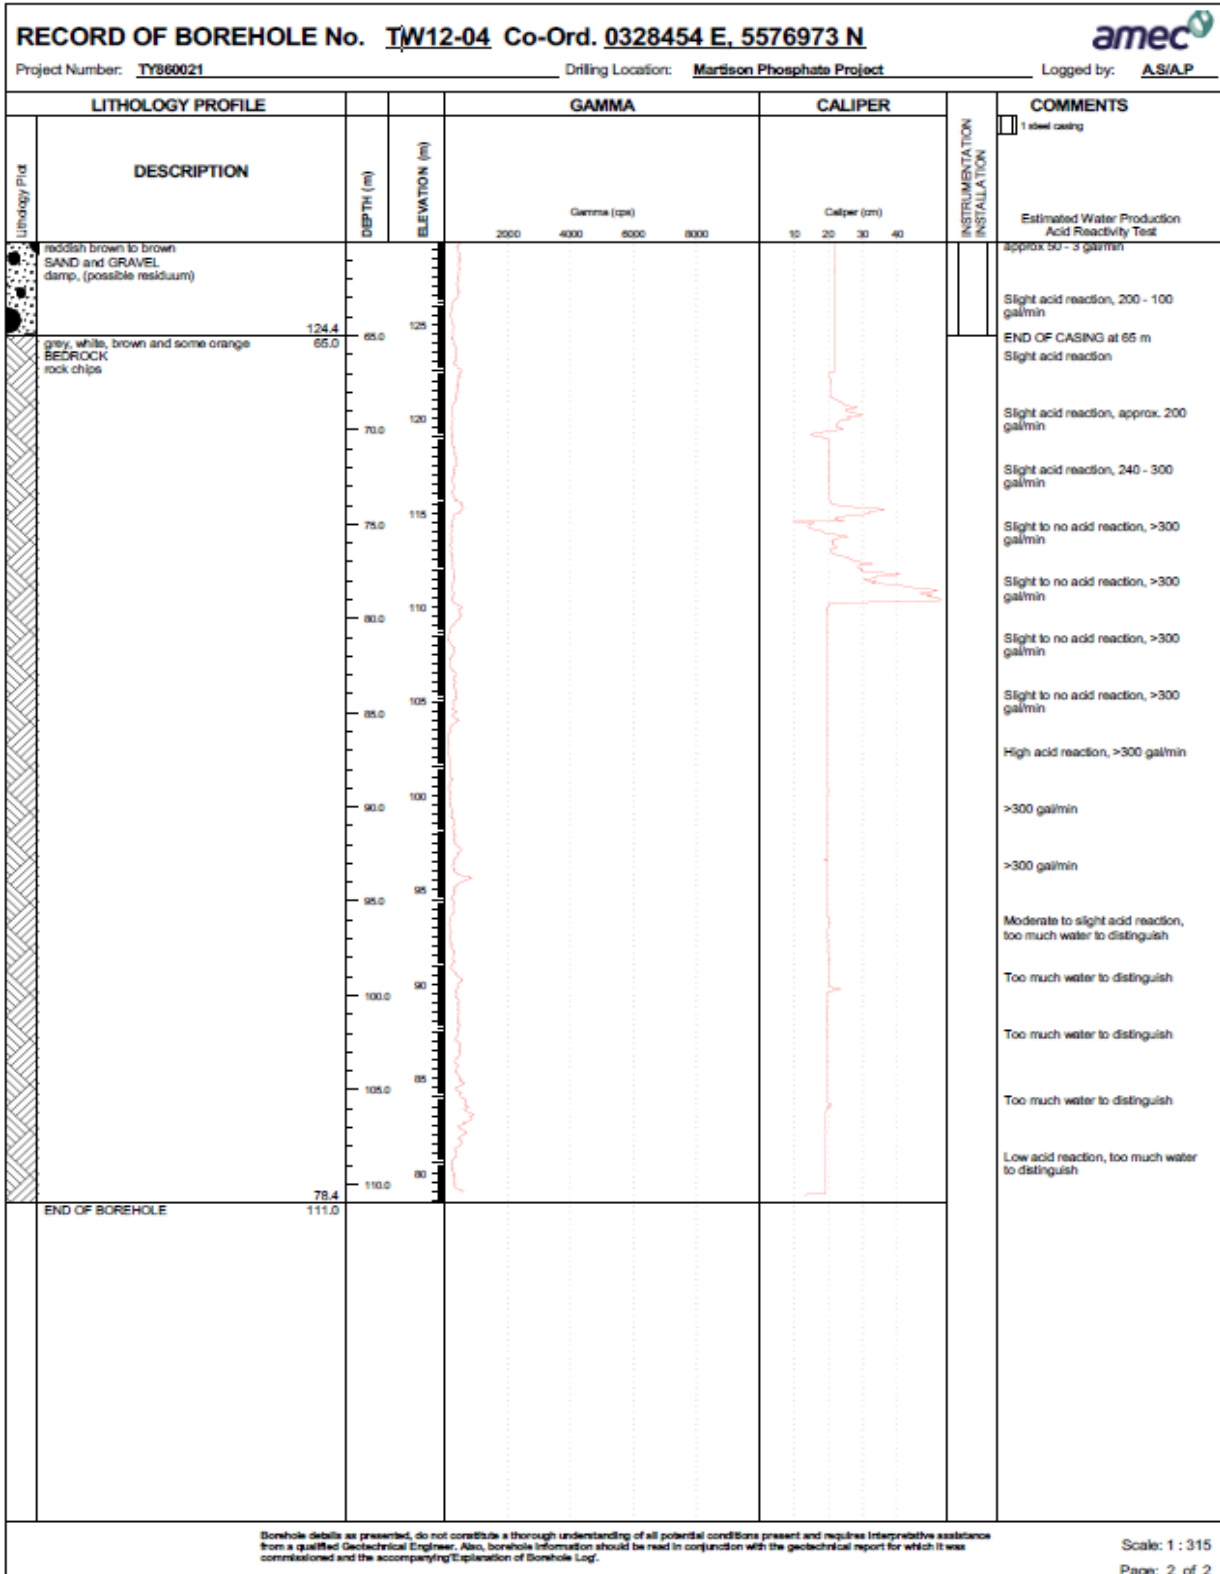 RECORD OF BOREHOLE No. TW12-04 Co-Ord. 0328454 E, 5576973 N
amec
Project Number: TY860021 Drilling Location: Martison Phosphate Project Logged by: A.S/A.P
LITHOLOGY PROFILE GAMMA CALIPER COMMENTS
1 steel casing
Lithology Plot
DESCRIPTION
DEPTH (m)
ELEVATION (m)
INSTRUMENTATION
INSTALLATION
Gamma (cps)
2000 4000 6000 8000
Caliper (cm)
10 20 30 40
Estimated Water Production
Acid Reactivity Test
reddish brown to brown
SAND and GRAVEL
damp, (possible residuum)
124.4
65.0
grey, white, brown and some orange
BEDROCK
rock chips
78.4
END OF BOREHOLE 111.0
65.0
70.0
75.0
80.0
85.0
90.0
95.0
100.0
105.0
110.0
125
120
115
110
105
100
95
90
85
80
approx 50 - 3 gal/min
Slight acid reaction, 200 - 100
gal/min
END OF CASING at 65 m
Slight acid reaction
Slight acid reaction, approx. 200
gal/min
Slight acid reaction, 240 - 300
gal/min
Slight to no acid reaction, >300
gal/min
Slight to no acid reaction, >300
gal/min
Slight to no acid reaction, >300
gal/min
Slight to no acid reaction, >300
gal/min
High acid reaction, >300 gal/min
>300 gal/min
>300 gal/min
Moderate to slight acid reaction,
too much water to distinguish
Too much water to distinguish
Too much water to distinguish
Too much water to distinguish
Low acid reaction, too much water
to distinguish
Borehole details as presented, do not constitute a thorough understanding of all potential conditions present and requires interpretative assistance
from a qualified Geotechnical Engineer. Also, borehole information should be read in conjunction with the geotechnical report for which it was
commissioned and the accompanying 'Explanation of Borehole Log'.
Scale: 1 : 315
Page: 2 of 2